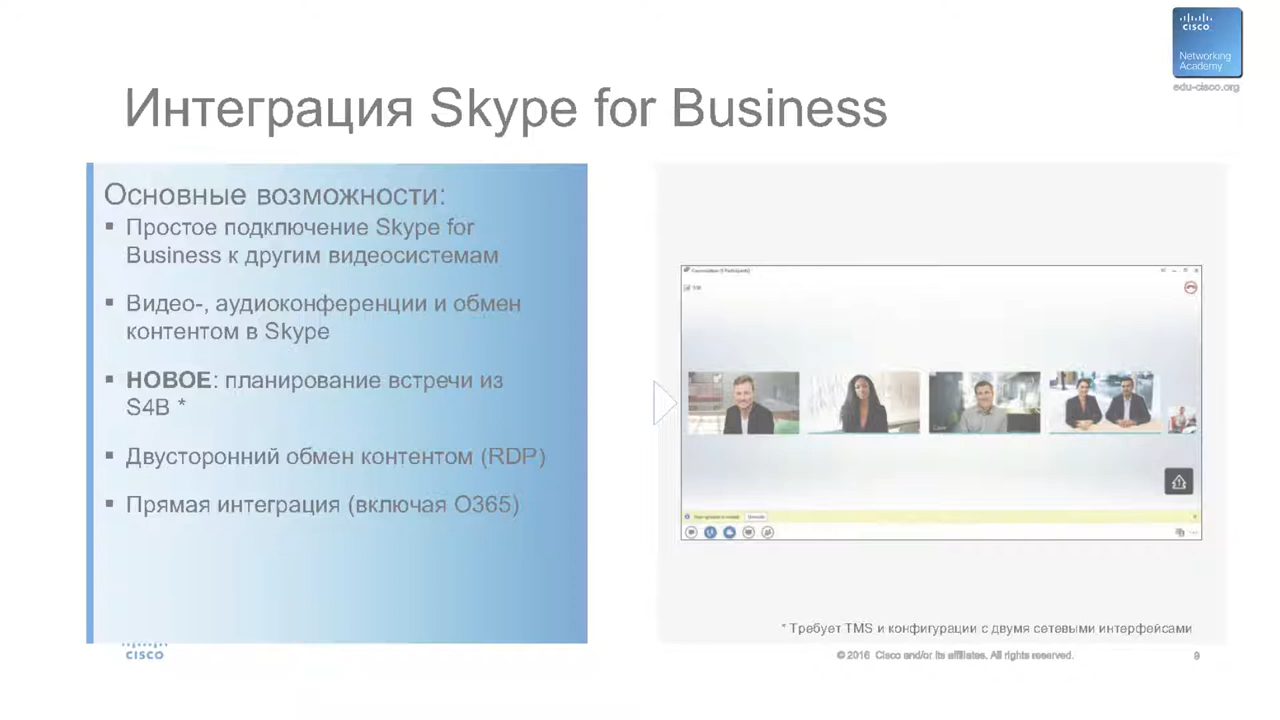 CISCO
Networking
Academy
edu-cisco.org
Интеграция Skype for Business
Основные возможности:
▪ Простое подключение Skype for
Business к другим видеосистемам
▪ Видео-, аудиоконференции и обмен
контентом в Skype
▪ НОВОЕ: планирование встречи из
S4B *
▪ Двусторонний обмен контентом (RDP)
▪ Прямая интеграция (включая O365)
* Требует TMS и конфигурации с двумя сетевыми интерфейсами
CISCO
© 2016 Cisco and/or its affiliates. All rights reserved.
9